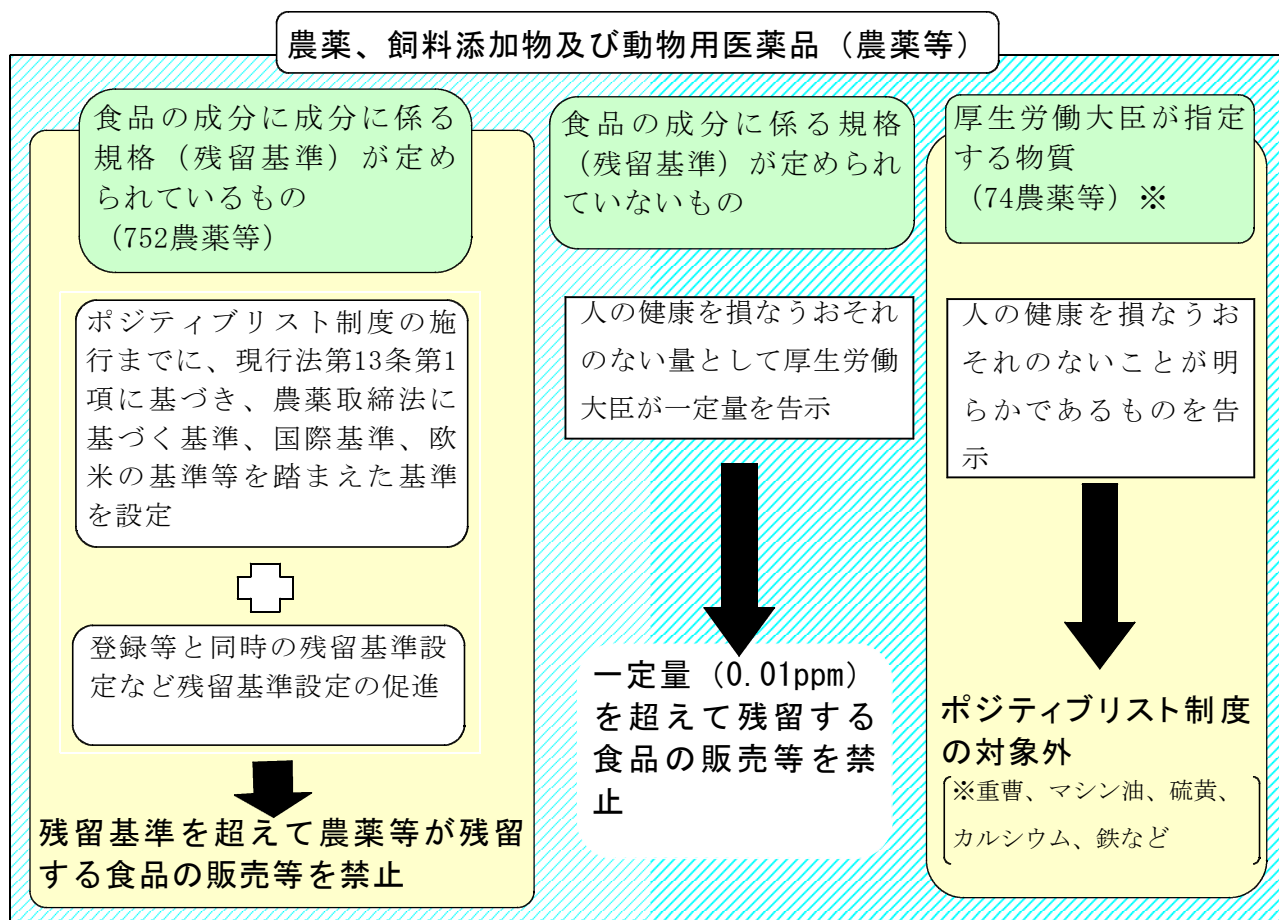 農薬、飼料添加物及び動物用医薬品（農薬等）
食品の成分に成分に係る
規格（残留基準）が定め
られているもの
（752農薬等）
ポジティブリスト制度の施
行までに、現行法第13条第1
項に基づき、農薬取締法に
基づく基準、国際基準、欧
米の基準等を踏まえた基準
を設定
登録等と同時の残留基準設
定など残留基準設定の促進
残留基準を超えて農薬等が残留
する食品の販売等を禁止
食品の成分に係る規格
（残留基準）が定められ
ていないもの
人の健康を損なうおそれ
のない量として厚生労働
大臣が一定量を告示
一定量（0.01ppm）
を超えて残留する
食品の販売等を禁
止
厚生労働大臣が指定
する物質
（74農薬等）※
人の健康を損なうお
それのないことが明
らかであるものを告
示
ポジティブリスト制度
の対象外
※重曹、マシン油、硫黄、
カルシウム、鉄など